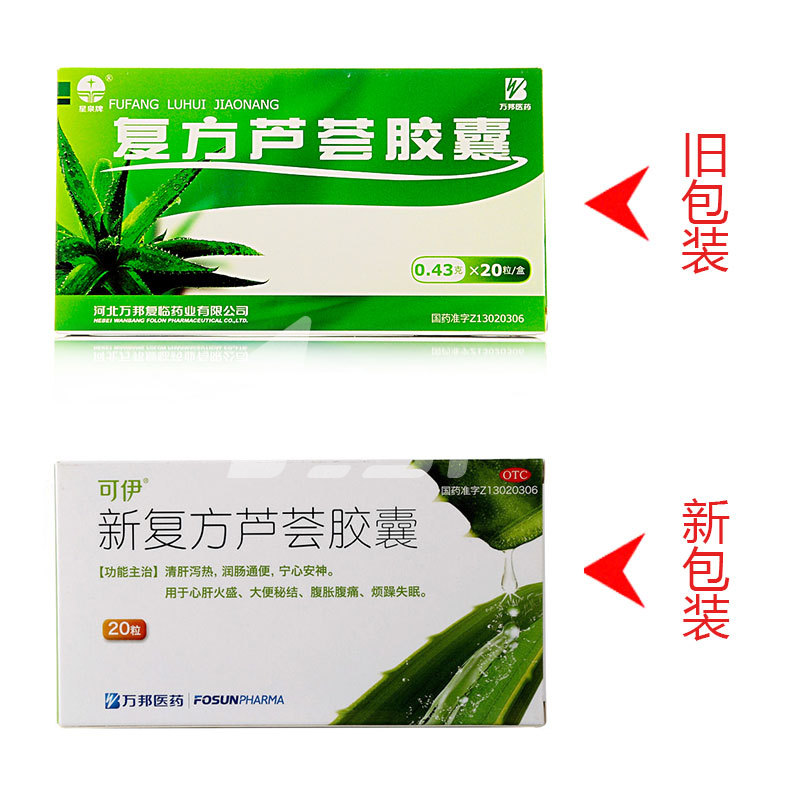 星泉牌
®
万邦医药
FUFANG LUHUI JIAONANG
复方芦荟胶囊
0.43克×20粒/盒
河北万邦复临药业有限公司
HEBEI WANBANG FOLON PHARMACEUTICAL CO.,LTD.
国药准字Z13020306
旧包装
OTC
国药准字Z13020306
可伊®
新复方芦荟胶囊
【功能主治】清肝泻热,润肠通便,宁心安神。
用于心肝火盛、大便秘结、腹胀腹痛、烦躁失眠。
20粒
万邦医药
FOSUNPHARMA
新包装